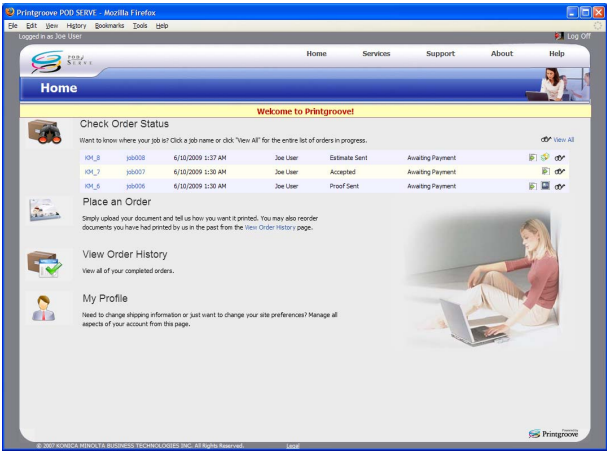 Printgroove POD SERVE - Mozilla Firefox
File Edit View History Bookmarks Tools Help
Logged in as Joe User
Log Off
POD SERVE
Home Services Support About Help
Home
Welcome to Printgroove!
Check Order Status
Want to know where your job is? Click a job name or click "View All" for the entire list of orders in progress.
View All
KM_8 job008 6/10/2009 1:37 AM Joe User Estimate Sent Awaiting Payment
KM_7 job007 6/10/2009 1:30 AM Joe User Accepted Awaiting Payment
KM_6 job006 6/10/2009 1:30 AM Joe User Proof Sent Awaiting Payment
Place an Order
Simply upload your document and tell us how you want it printed. You may also reorder
documents you have had printed by us in the past from the View Order History page.
View Order History
View all of your completed orders.
My Profile
Need to change shipping information or just want to change your site preferences? Manage all
aspects of your account from this page.
Powered by
Printgroove
© 2007 KONICA MINOLTA BUSINESS TECHNOLOGIES INC. All Rights Reserved. Legal